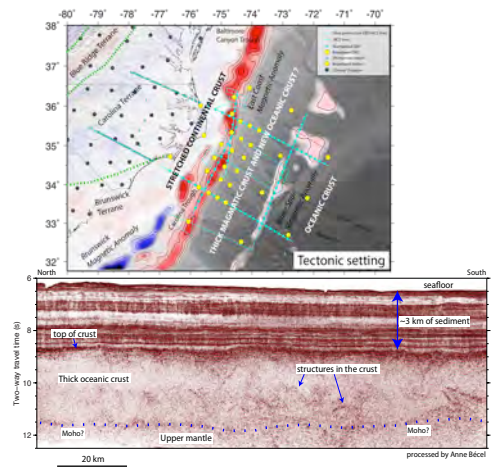 -80° -79° -78° -77° -76° -75° -74° -73° -72° -71° -70°
38°
37°
36°
35°
34°
33°
32°
Baltimore
Canyon Trough
Blue Ridge Terrane
Carolina Terrane
Brunswick
Terrane
Brunswick
Magnetic Anomaly
Carolina Trough
STRETCHED CONTINENTAL CRUST
East Coast
Magnetic Anomaly
THICK MAGMATIC CRUST AND NEW OCEANIC CRUST ?
OCEANIC CRUST
Tectonic setting
North
South
6
8
10
12
Two-way travel time (s)
seafloor
~3 km of sediment
top of crust
structures in the crust
Thick oceanic crust
Moho?
Moho?
Upper mantle
processed by Anne Bécel
20 km